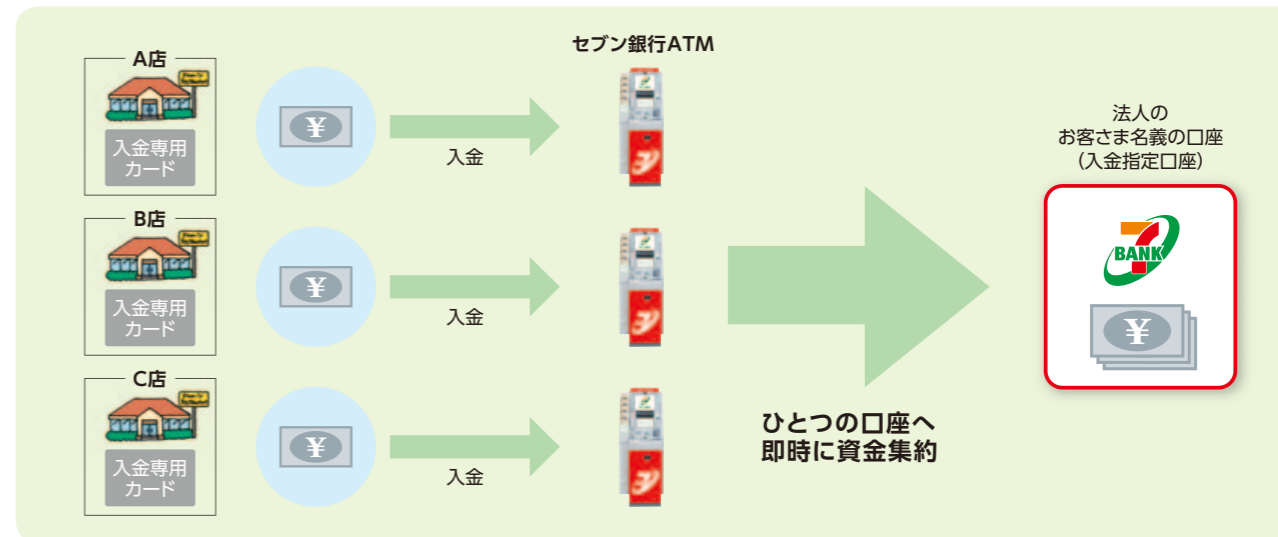 セブン銀行ATM
A店
入金専用
カード
¥
入金
B店
入金専用
カード
¥
入金
C店
入金専用
カード
¥
入金
ひとつの口座へ
即時に資金集約
法人の
お客さま名義の口座
（入金指定口座）
7
BANK
¥